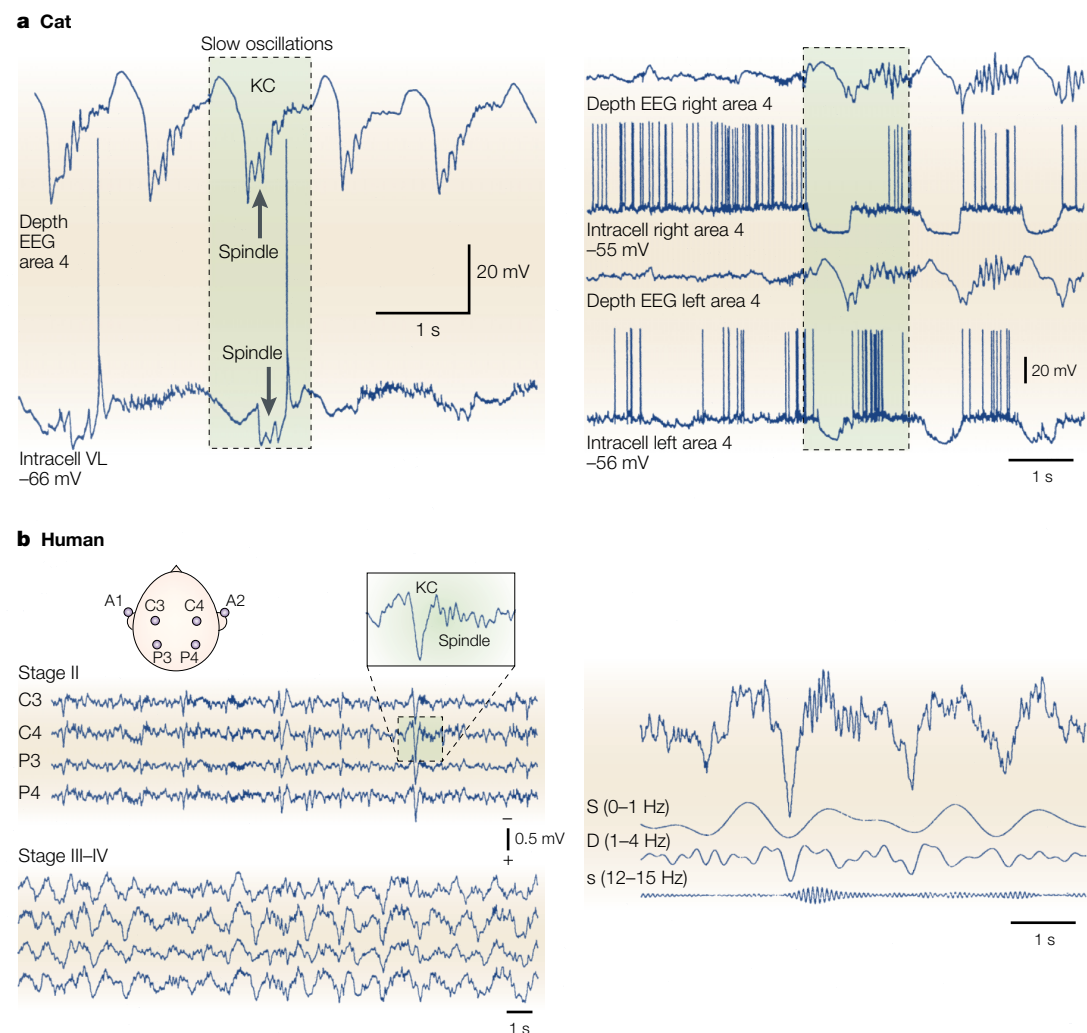 a Cat
Slow oscillations
KC
Depth
EEG
area 4
Spindle
20 mV
1 s
Spindle
Intracell VL
–66 mV
Depth EEG right area 4
Intracell right area 4
–55 mV
Depth EEG left area 4
20 mV
Intracell left area 4
–56 mV
1 s
b Human
A1 C3 C4 A2
P3 P4
KC
Spindle
Stage II
C3
C4
P3
P4
–
0.5 mV
+
Stage III–IV
1 s
S (0–1 Hz)
D (1–4 Hz)
s (12–15 Hz)
1 s